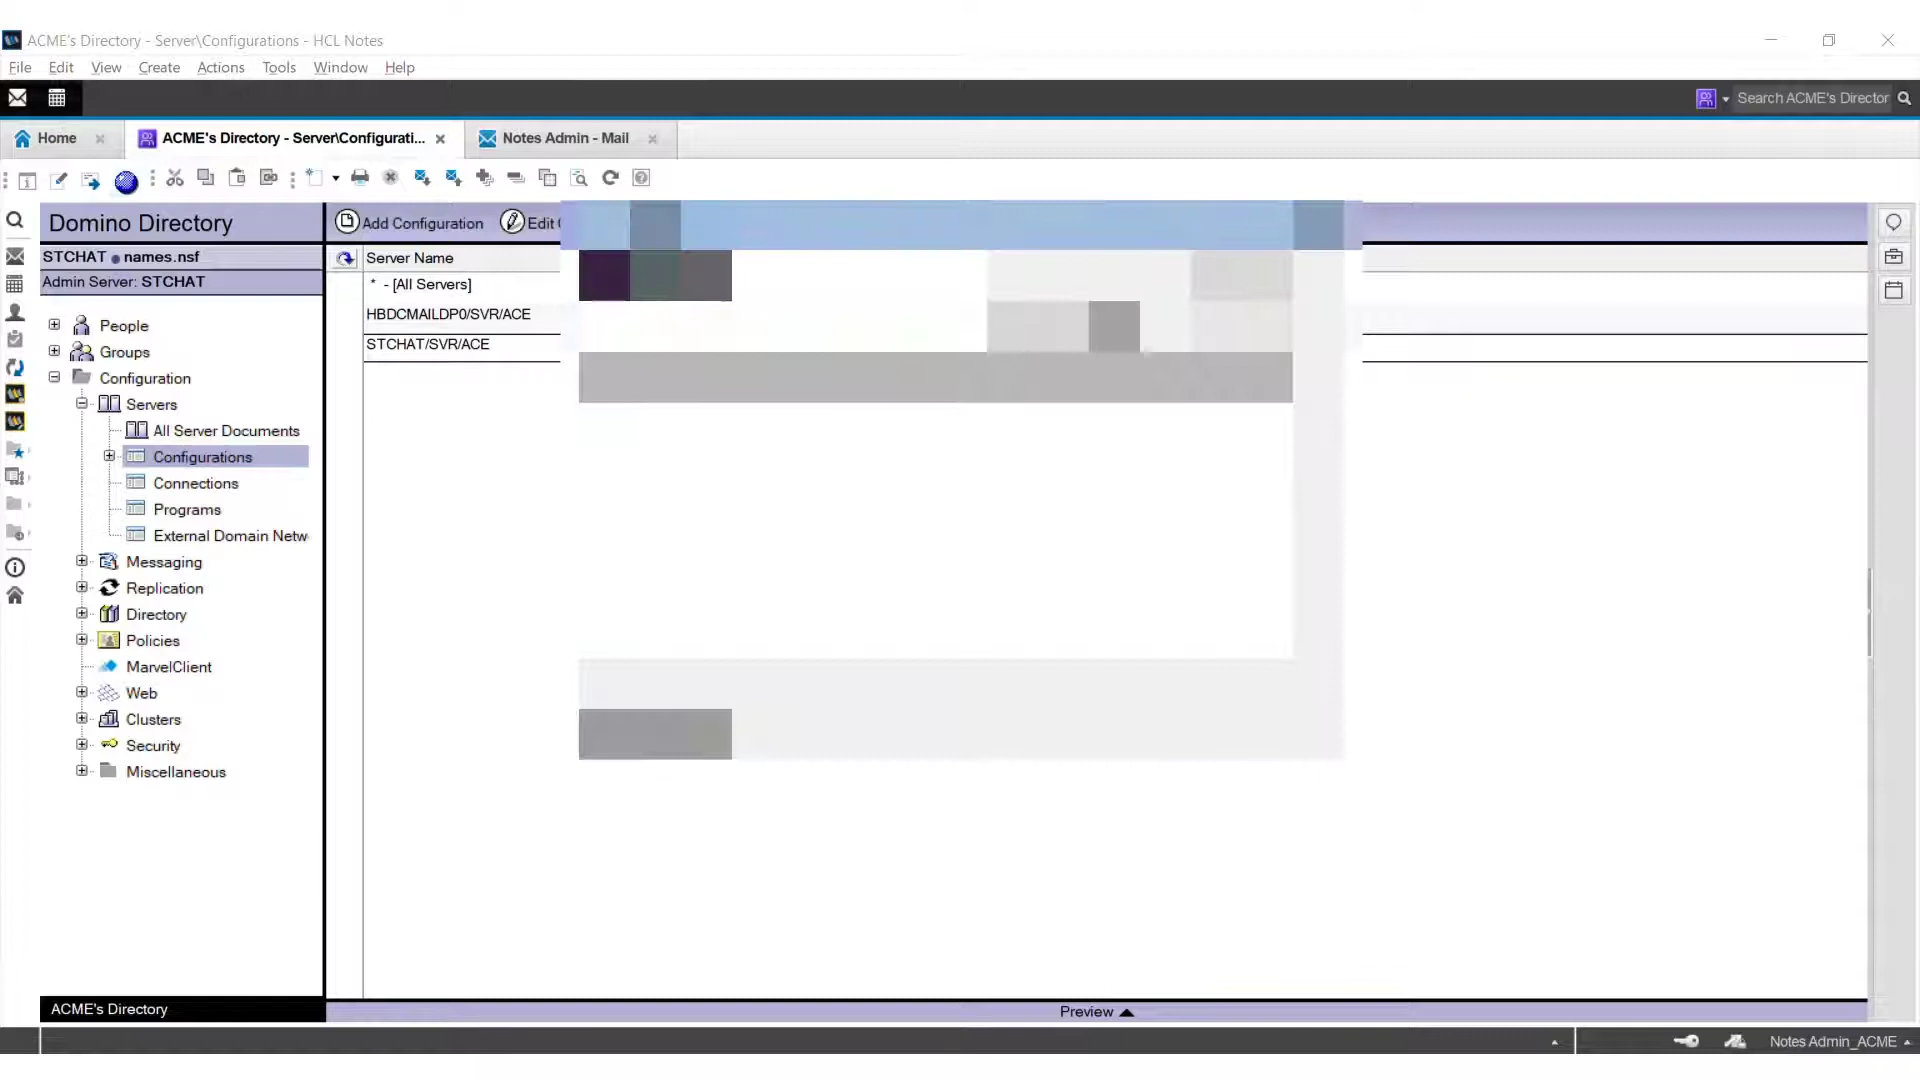 ACME's Directory - Server\Configurations - HCL Notes
File Edit View Create Actions Tools Window Help
Search ACME's Director
Home
ACME's Directory - Server\Configurati...
Notes Admin - Mail
Domino Directory
Add Configuration
Edit
STCHAT names.nsf
Server Name
Admin Server: STCHAT
* - [All Servers]
HBDCMAILDP0/SVR/ACE
STCHAT/SVR/ACE
People
Groups
Configuration
Servers
All Server Documents
Configurations
Connections
Programs
External Domain Netw
Messaging
Replication
Directory
Policies
MarvelClient
Web
Clusters
Security
Miscellaneous
ACME's Directory
Preview
Notes Admin_ACME